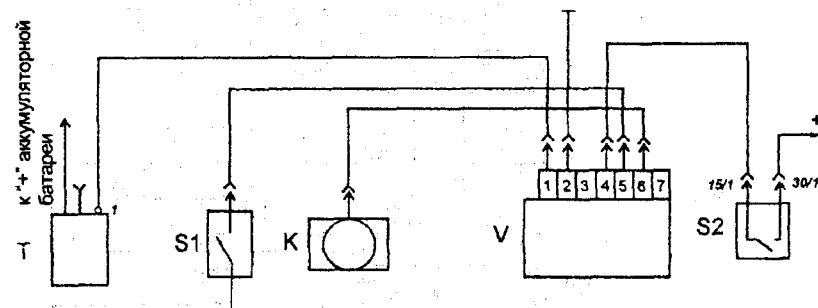 к "+" аккумуляторной
батареи
1
S1
K
V
1 2 3 4 5 6 7
15/1
30/1
+
S2